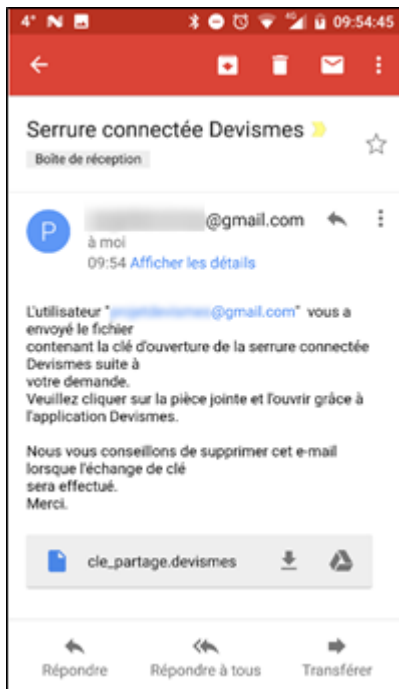 4° N 4G 09:54:45
Serrure connectée Devismes
Boîte de réception
P
@gmail.com
à moi
09:54 Afficher les détails
L'utilisateur "@gmail.com" vous a
envoyé le fichier
contenant la clé d'ouverture de la serrure connectée
Devismes suite à
votre demande.
Veuillez cliquer sur la pièce jointe et l'ouvrir grâce à
l'application Devismes.
Nous vous conseillons de supprimer cet e-mail
lorsque l'échange de clé
sera effectué.
Merci.
cle_partage.devismes
Répondre
Répondre à tous
Transférer